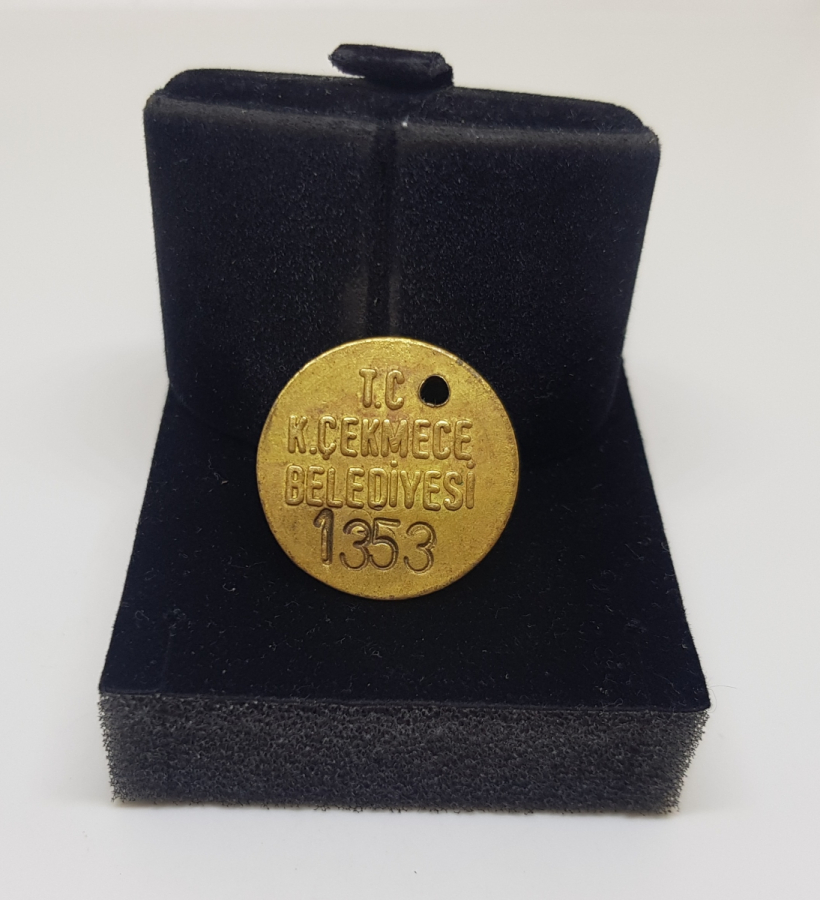 T.C
K.ÇEKMECE
BELEDİYESİ
1353